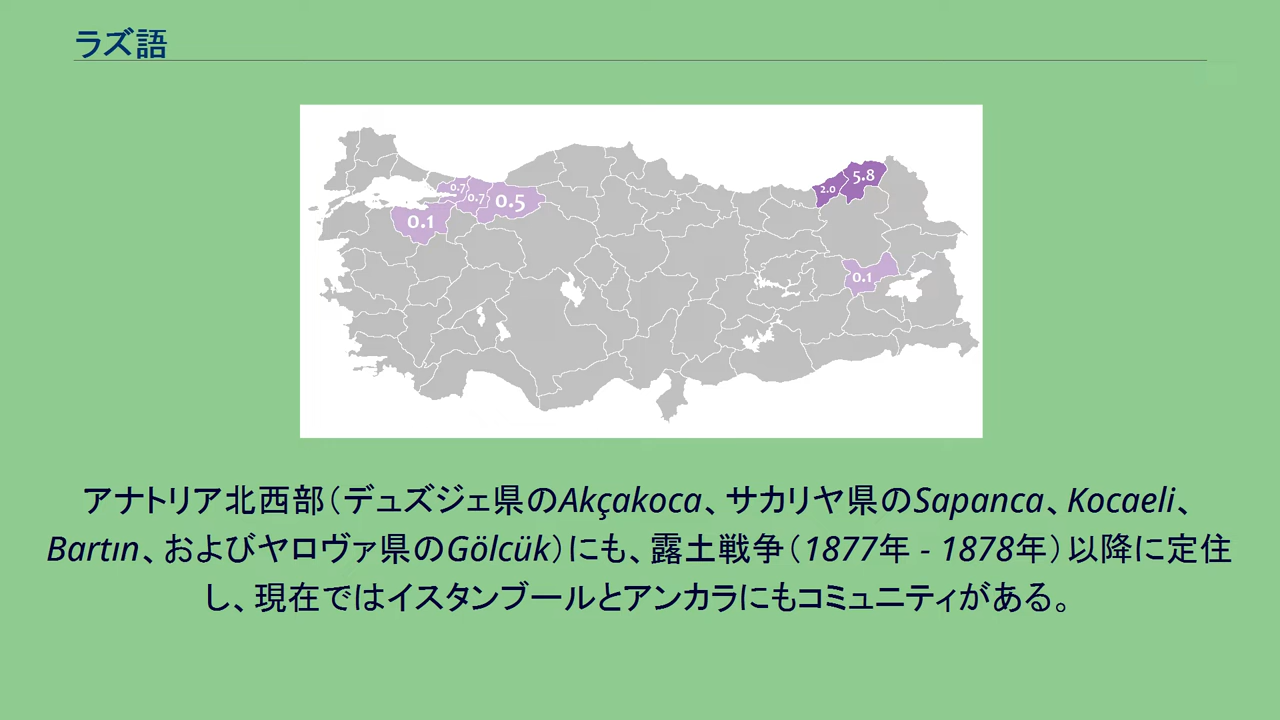 ラズ語
0.7
0.7
0.5
0.1
2.0
5.8
0.1
アナトリア北西部（デュズジェ県のAkçakoca、サカリヤ県のSapanca、Kocaeli、
Bartın、およびヤロヴァ県のGölcük）にも、露土戦争（1877年 - 1878年）以降に定住
し、現在ではイスタンブールとアンカラにもコミュニティがある。